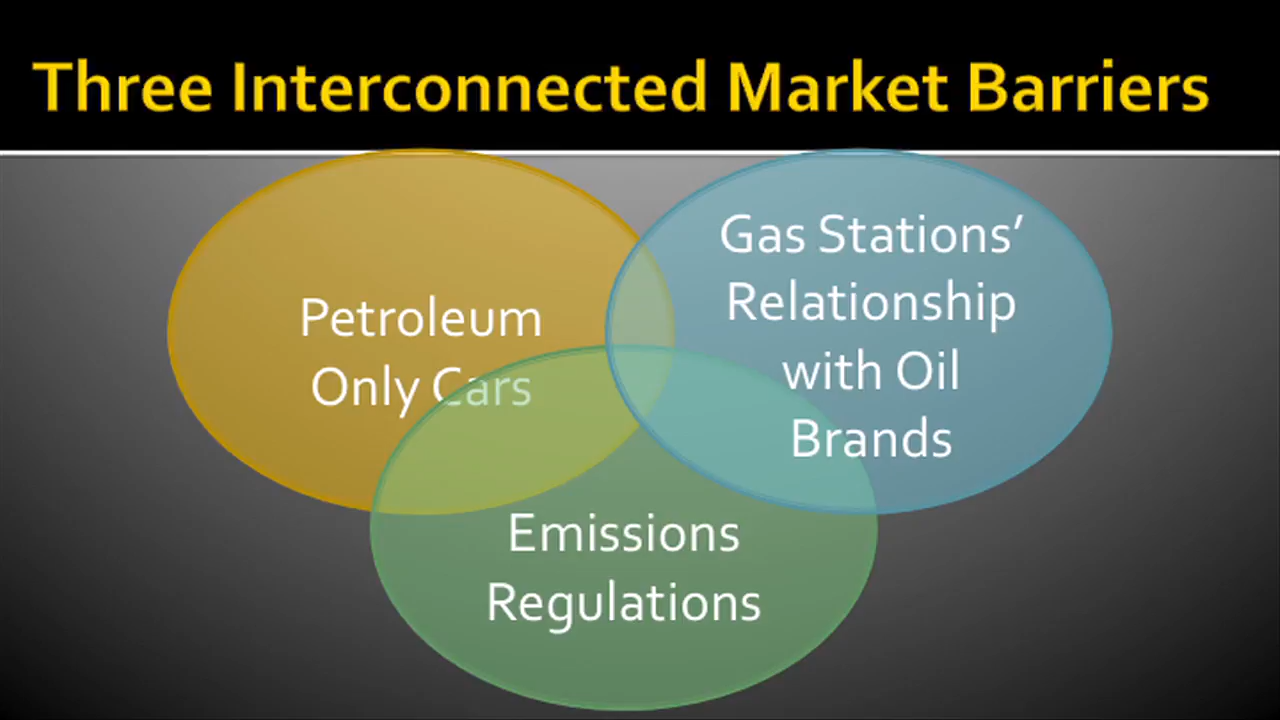 Three Interconnected Market Barriers
Petroleum
Only Cars
Gas Stations’
Relationship
with Oil
Brands
Emissions
Regulations